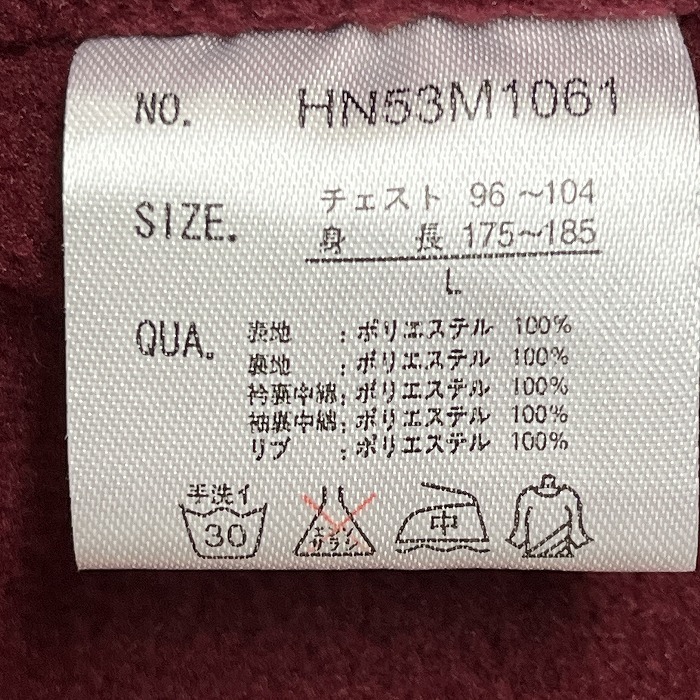 NO. HN53M1061
SIZE. チェスト 96～104
身 長 175～185
L
QUA. 表地 : ポリエステル 100%
裏地 : ポリエステル 100%
衿裏中綿: ポリエステル 100%
袖裏中綿: ポリエステル 100%
リブ : ポリエステル 100%
手洗イ
30
エンソ
サラシ
中